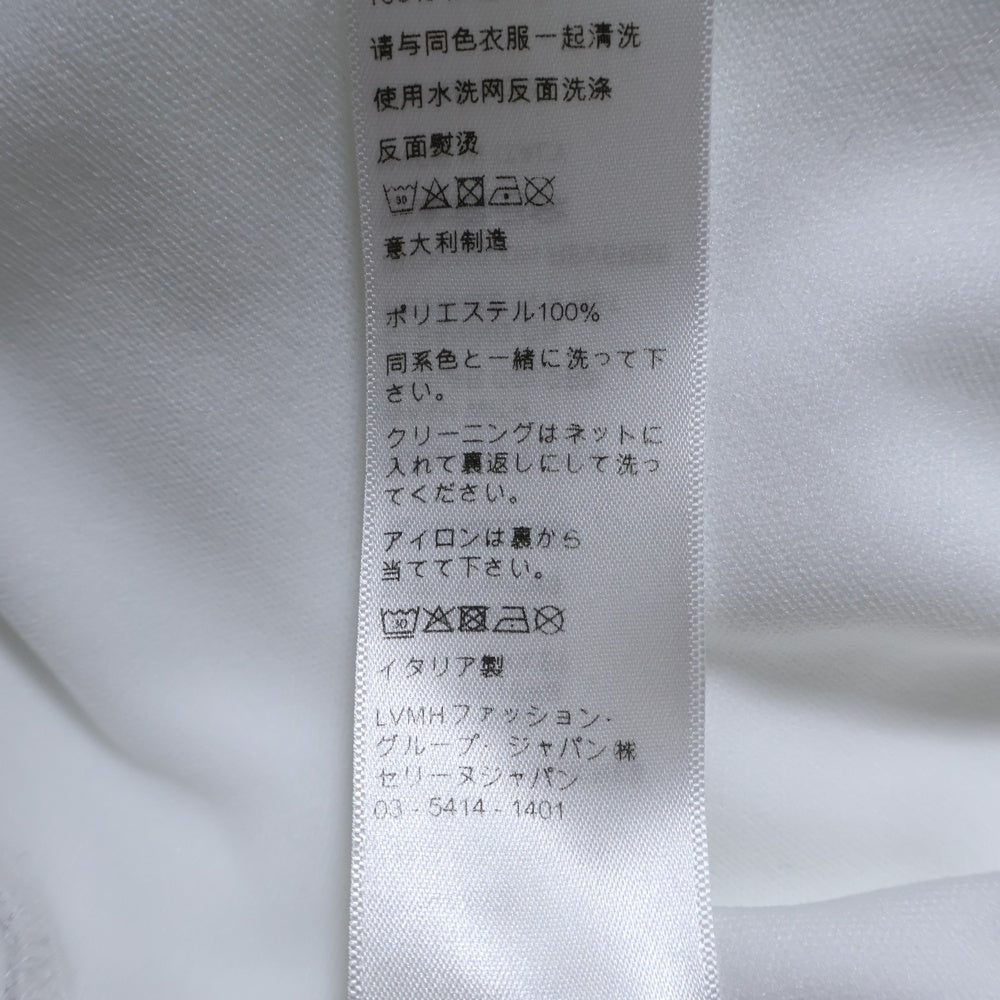 请与同色衣服一起清洗
使用水洗网反面洗涤
反面熨烫
30
意大利制造
ポリエステル100%
同系色と一緒に洗って下
さい。
クリーニングはネットに
入れて裏返しにして洗っ
てください。
アイロンは裏から
当てて下さい。
30
イタリア製
LVMHファッション・
グループ・ジャパン㈱
セリーヌジャパン
03-5414-1401